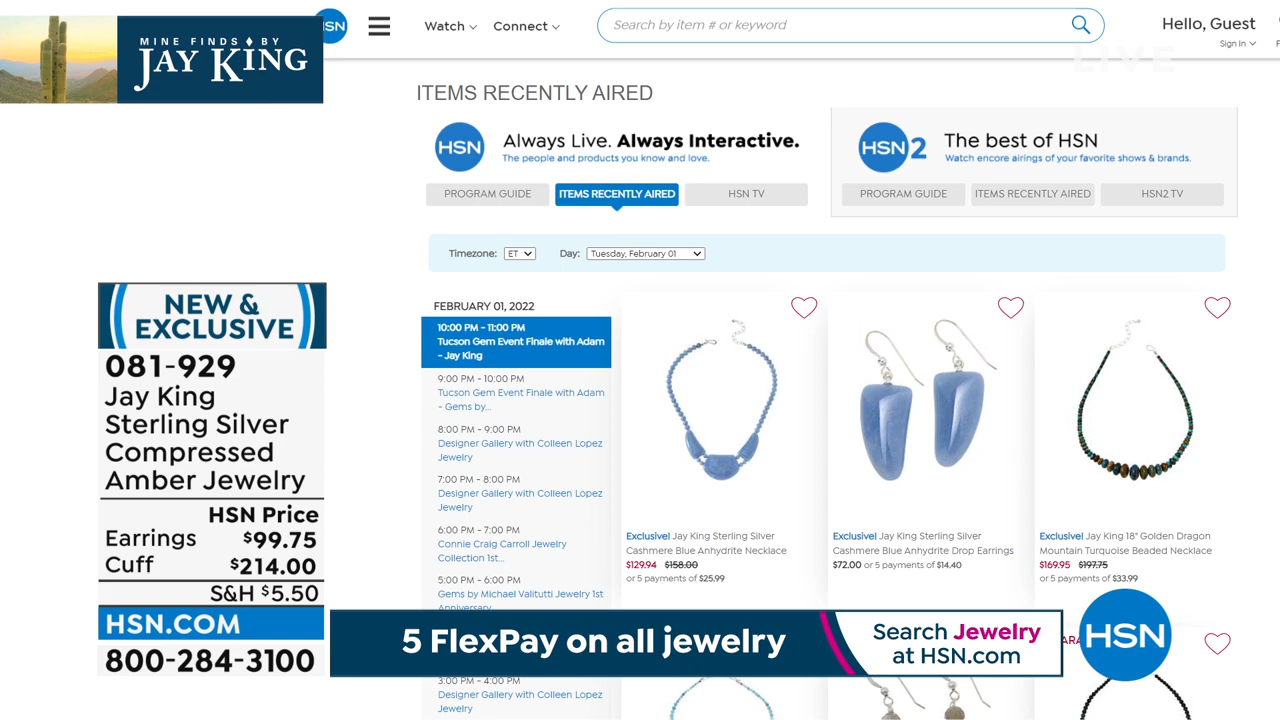 MINE FINDS BY
JAY KING
HSN
Watch
Connect
Search by item # or keyword
Hello, Guest
Sign In
LIVE
ITEMS RECENTLY AIRED
HSN
Always Live. Always Interactive.
The people and products you know and love.
PROGRAM GUIDE
ITEMS RECENTLY AIRED
HSN TV
HSN2
The best of HSN
Watch encore airings of your favorite shows & brands.
PROGRAM GUIDE
ITEMS RECENTLY AIRED
HSN2 TV
Timezone: ET Day: Tuesday, February 01
FEBRUARY 01, 2022
10:00 PM - 11:00 PM
Tucson Gem Event Finale with Adam
- Jay King
9:00 PM - 10:00 PM
Tucson Gem Event Finale with Adam
- Gems by...
8:00 PM - 9:00 PM
Designer Gallery with Colleen Lopez
Jewelry
7:00 PM - 8:00 PM
Designer Gallery with Colleen Lopez
Jewelry
6:00 PM - 7:00 PM
Connie Craig Carroll Jewelry
Collection 1st...
5:00 PM - 6:00 PM
Gems by Michael Valitutti Jewelry 1st
Anniversary
3:00 PM - 4:00 PM
Designer Gallery with Colleen Lopez
Jewelry
Exclusive! Jay King Sterling Silver
Cashmere Blue Anhydrite Necklace
$129.94 $158.00
or 5 payments of $25.99
Exclusive! Jay King Sterling Silver
Cashmere Blue Anhydrite Drop Earrings
$72.00 or 5 payments of $14.40
Exclusive! Jay King 18" Golden Dragon
Mountain Turquoise Beaded Necklace
$169.95 $197.75
or 5 payments of $33.99
NEW &
EXCLUSIVE
081-929
Jay King
Sterling Silver
Compressed
Amber Jewelry
HSN Price
Earrings $99.75
Cuff $214.00
S&H $5.50
HSN.COM
800-284-3100
5 FlexPay on all jewelry
Search Jewelry
at HSN.com
HSN